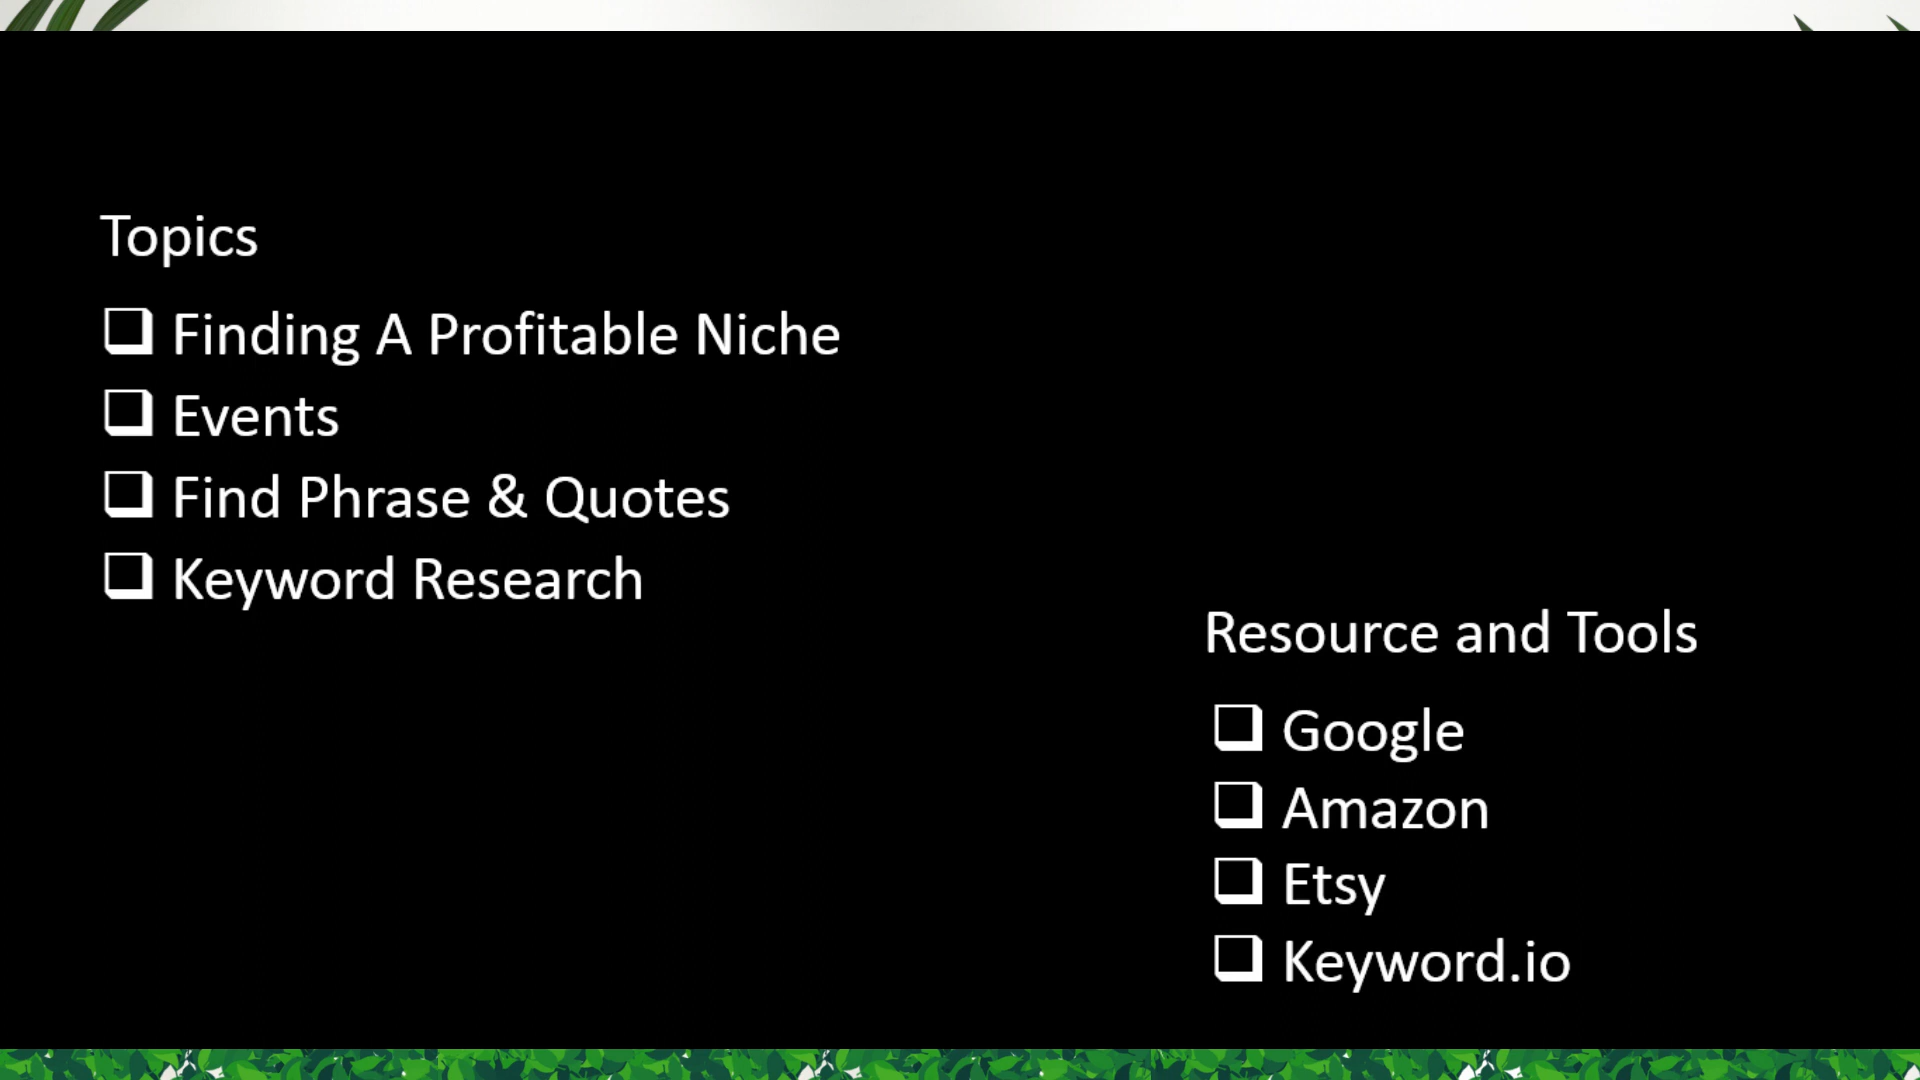 Topics
Finding A Profitable Niche
Events
Find Phrase & Quotes
Keyword Research
Resource and Tools
Google
Amazon
Etsy
Keyword.io